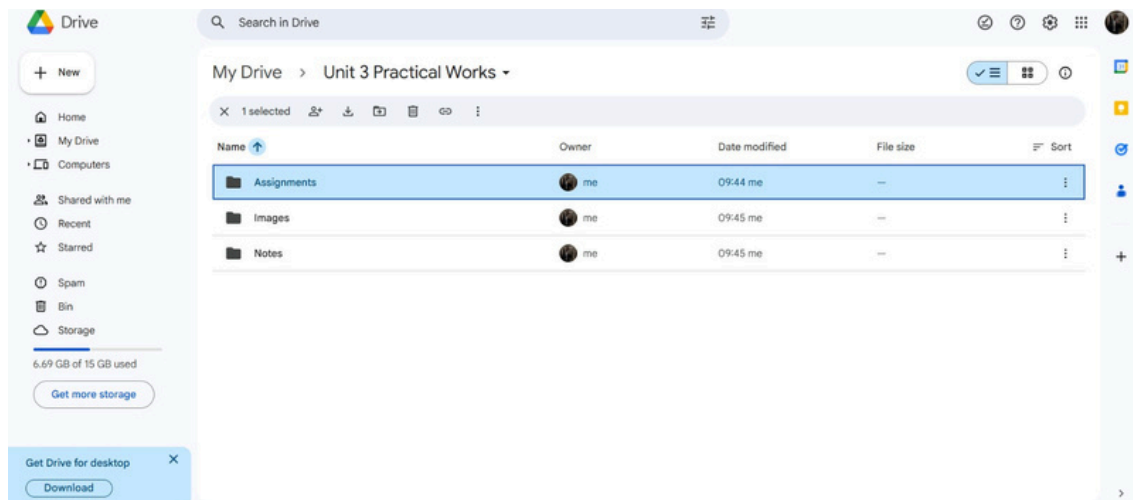 Drive
Search in Drive
New
My Drive > Unit 3 Practical Works
1 selected
Home
My Drive
Computers
Shared with me
Recent
Starred
Spam
Bin
Storage
6.69 GB of 15 GB used
Get more storage
Get Drive for desktop
Download
Name Owner Date modified File size Sort
Assignments me 09:44 me —
Images me 09:45 me —
Notes me 09:45 me —